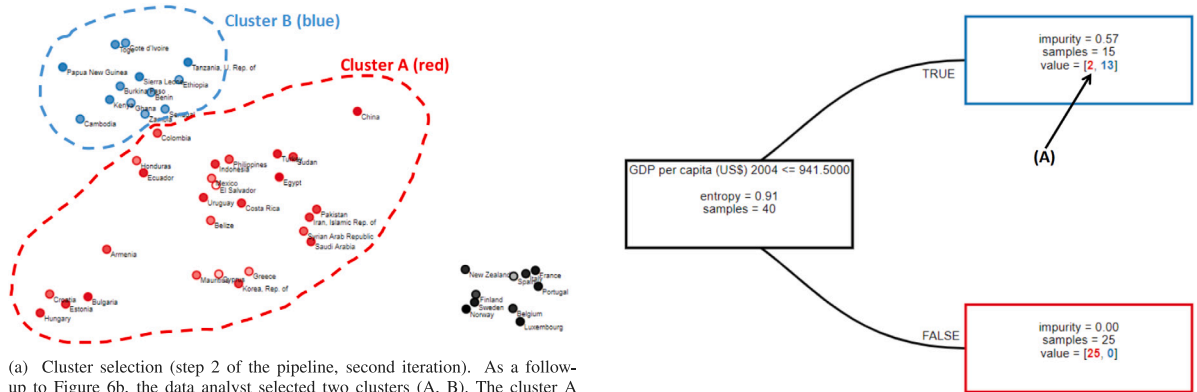 Cluster B (blue)
Cote d'Ivoire
Togo
Papua New Guinea
Tanzania, U. Rep. of
Cluster A (red)
Sierra Leone
Ethiopia
Burkina Faso
Benin
Kenya
Ghana
Senegal
Zambia
Cambodia
China
Colombia
Honduras
Ecuador
Philippines
Indonesia
Turkey
Sudan
Mexico
El Salvador
Egypt
Uruguay
Costa Rica
Belize
Pakistan
Iran, Islamic Rep. of
Syrian Arab Republic
Saudi Arabia
Armenia
Mauritius
Cyprus
Greece
Korea, Rep. of
Croatia
Estonia
Bulgaria
Hungary
New Zealand
Spain
Italy
France
Portugal
Finland
Sweden
Norway
Belgium
Luxembourg
(a) Cluster selection (step 2 of the pipeline, second iteration). As a follow-
up to Figure 6b, the data analyst selected two clusters (A, B). The cluster A
impurity = 0.57
samples = 15
value = [2, 13]
TRUE
(A)
GDP per capita (US$) 2004 <= 941.5000
entropy = 0.91
samples = 40
FALSE
impurity = 0.00
samples = 25
value = [25, 0]